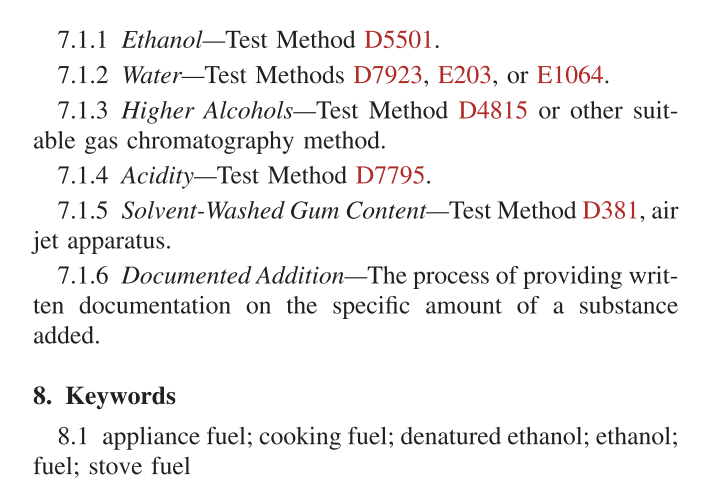 7.1.1 Ethanol—Test Method D5501.
7.1.2 Water—Test Methods D7923, E203, or E1064.
7.1.3 Higher Alcohols—Test Method D4815 or other suit-
able gas chromatography method.
7.1.4 Acidity—Test Method D7795.
7.1.5 Solvent-Washed Gum Content—Test Method D381, air
jet apparatus.
7.1.6 Documented Addition—The process of providing writ-
ten documentation on the specific amount of a substance
added.
8. Keywords
8.1 appliance fuel; cooking fuel; denatured ethanol; ethanol;
fuel; stove fuel